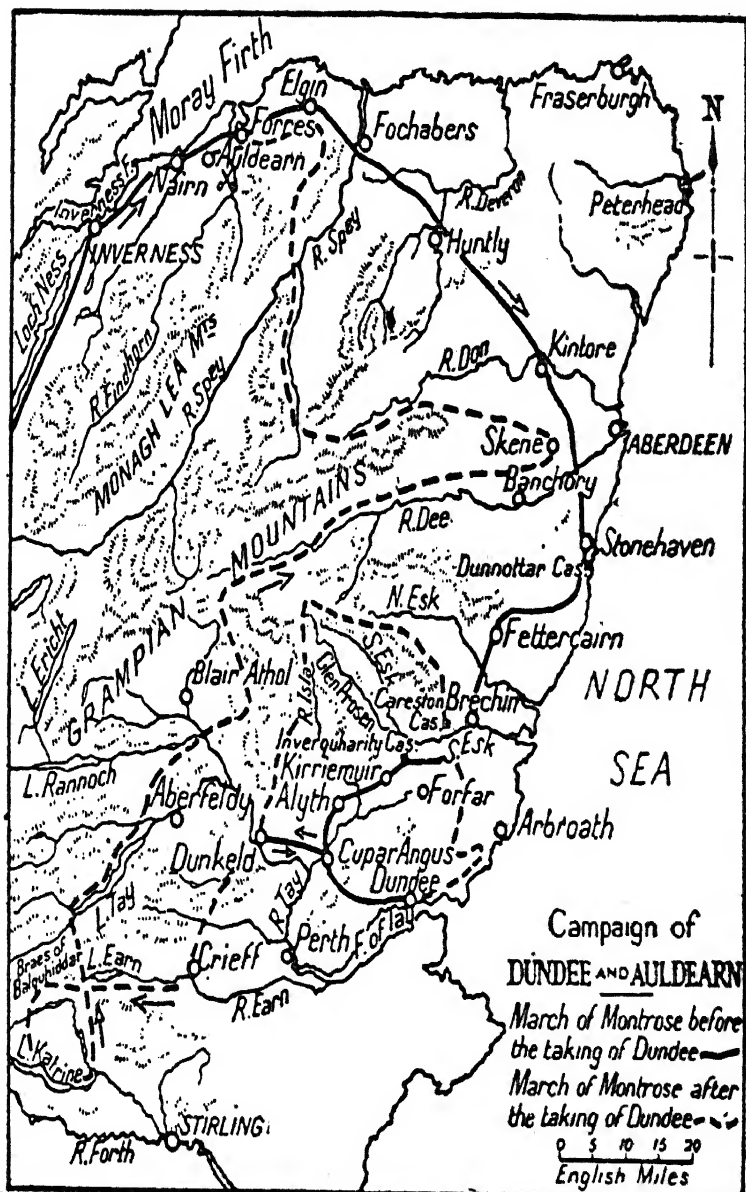 Moray Firth
Elgin
Forres
Auldearn
Nairn
Inverness F.
INVERNESS
Loch Ness
Fochabers
Fraserburgh
N
Peterhead
R. Deveron
Huntly
R. Spey
R. Findhorn
MONAGH LEA MTS
R. Spey
R. Don
Kintore
Skene
ABERDEEN
Banchory
R. Dee
GRAMPIAN MOUNTAINS
Stonehaven
Dunnottar Cas.
N. Esk
Fettercairn
S. Esk
Glen Prosen
R. Isla
L. Ericht
Blair Athol
Careston Cas.
Brechin
Inverquharity Cas.
S. Esk
Kirriemuir
Alyth
Forfar
L. Rannoch
Aberfeldy
Dunkeld
Cupar Angus
Arbroath
Dundee
NORTH
SEA
L. Tay
R. Tay
Perth
F. of Tay
Braes of
Balquhiddar
L. Earn
Crieff
R. Earn
L. Katrine
STIRLING
R. Forth
Campaign of
DUNDEE AND AULDEARN
March of Montrose before
the taking of Dundee
March of Montrose after
the taking of Dundee
0 5 10 15 20
English Miles